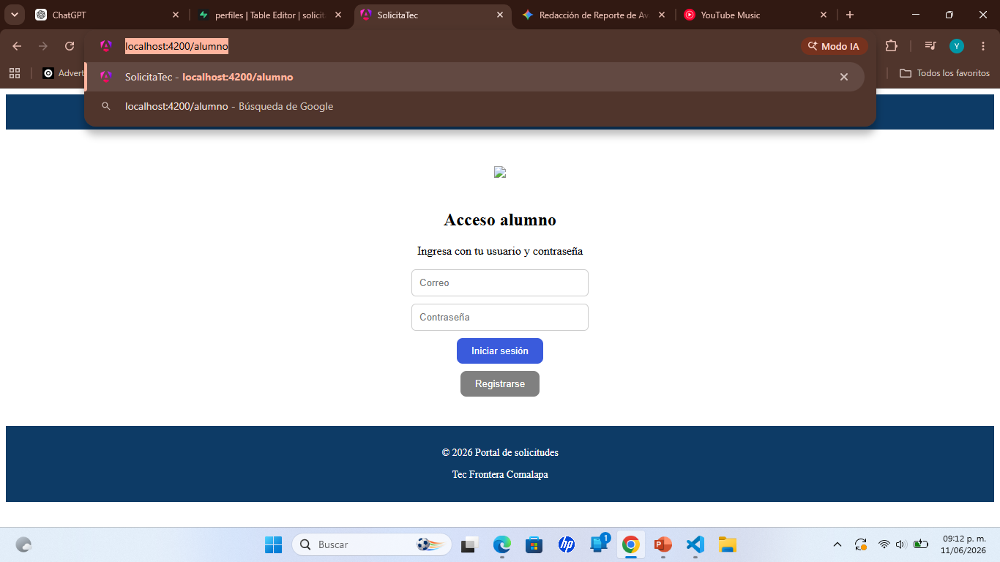 ChatGPT
perfiles | Table Editor | solicit
SolicitaTec
Redacción de Reporte de Av
YouTube Music
localhost:4200/alumno
Modo IA
Y
Advert
SolicitaTec - localhost:4200/alumno
Todos los favoritos
localhost:4200/alumno - Búsqueda de Google
Acceso alumno
Ingresa con tu usuario y contraseña
Correo
Contraseña
Iniciar sesión
Registrarse
© 2026 Portal de solicitudes
Tec Frontera Comalapa
Buscar
hp
1
P
09:12 p. m.
11/06/2026